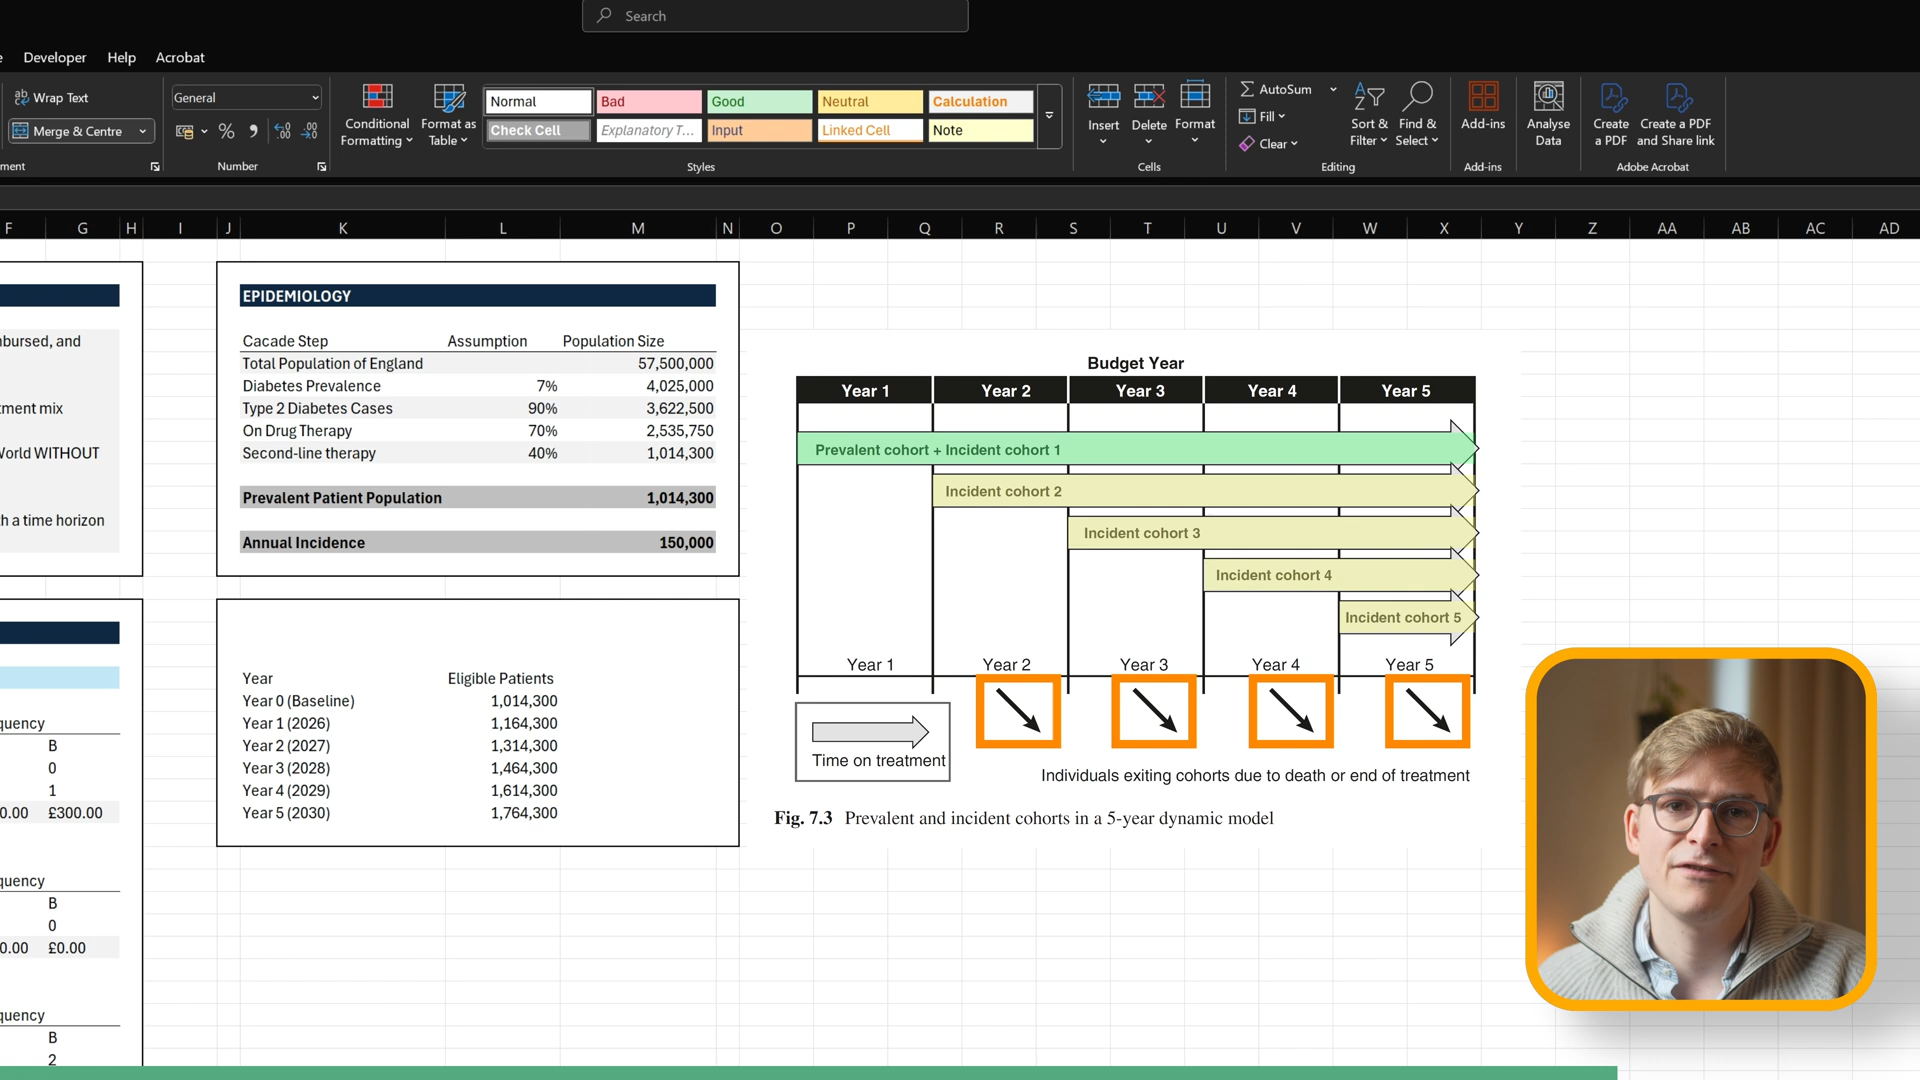 Search
Developer Help Acrobat
Wrap Text
Merge & Centre
General
Conditional Formatting
Format as Table
Normal Bad Good Neutral Calculation
Check Cell Explanatory T... Input Linked Cell Note
Insert Delete Format
AutoSum
Fill
Clear
Sort & Filter
Find & Select
Add-ins
Analyse Data
Create a PDF
Create a PDF and Share link
ment Number Styles Cells Editing Add-ins Adobe Acrobat
F G H I J K L M N O P Q R S T U V W X Y Z AA AB AC AD
nbursed, and
tment mix
World WITHOUT
th a time horizon
quency
B
0
1
0.00 £300.00
quency
B
0
0.00 £0.00
quency
B
2
EPIDEMIOLOGY
Cacade Step Assumption Population Size
Total Population of England 57,500,000
Diabetes Prevalence 7% 4,025,000
Type 2 Diabetes Cases 90% 3,622,500
On Drug Therapy 70% 2,535,750
Second-line therapy 40% 1,014,300
Prevalent Patient Population 1,014,300
Annual Incidence 150,000
Year Eligible Patients
Year 0 (Baseline) 1,014,300
Year 1 (2026) 1,164,300
Year 2 (2027) 1,314,300
Year 3 (2028) 1,464,300
Year 4 (2029) 1,614,300
Year 5 (2030) 1,764,300
Budget Year
Year 1 Year 2 Year 3 Year 4 Year 5
Prevalent cohort + Incident cohort 1
Incident cohort 2
Incident cohort 3
Incident cohort 4
Incident cohort 5
Year 1 Year 2 Year 3 Year 4 Year 5
Time on treatment
Individuals exiting cohorts due to death or end of treatment
Fig. 7.3 Prevalent and incident cohorts in a 5-year dynamic model